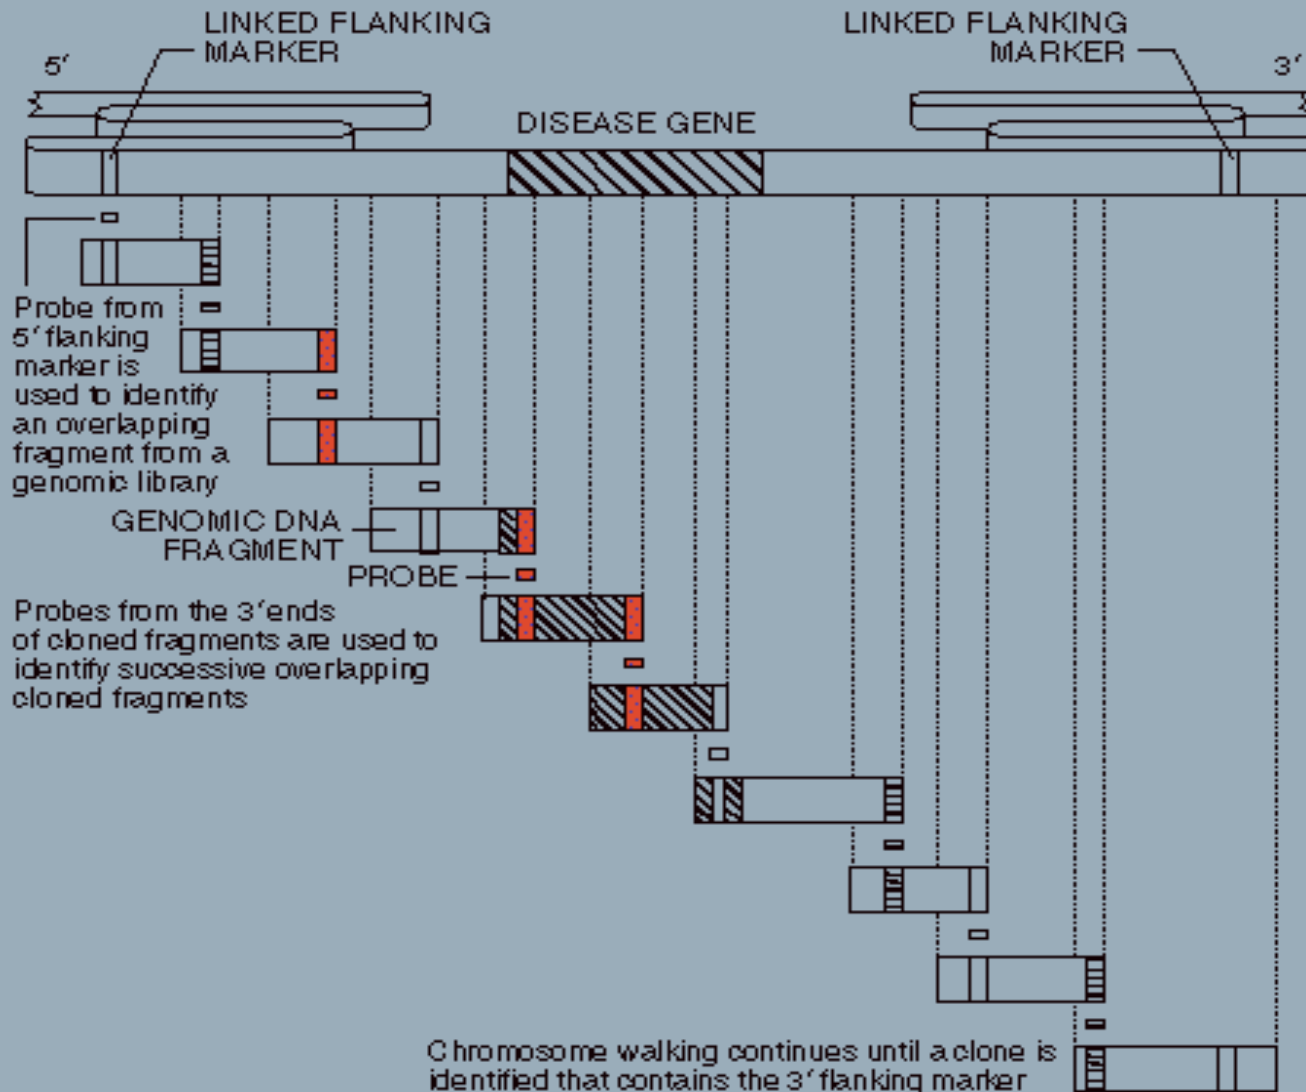 LINKED FLANKING
MARKER
LINKED FLANKING
MARKER
5′
3′
DISEASE GENE
Probe from
5′ flanking
marker is
used to identify
an overlapping
fragment from a
genomic library
GENOMIC DNA
FRAGMENT
PROBE
Probes from the 3′ ends
of cloned fragments are used to
identify successive overlapping
cloned fragments
Chromosome walking continues until a clone is
identified that contains the 3′ flanking marker